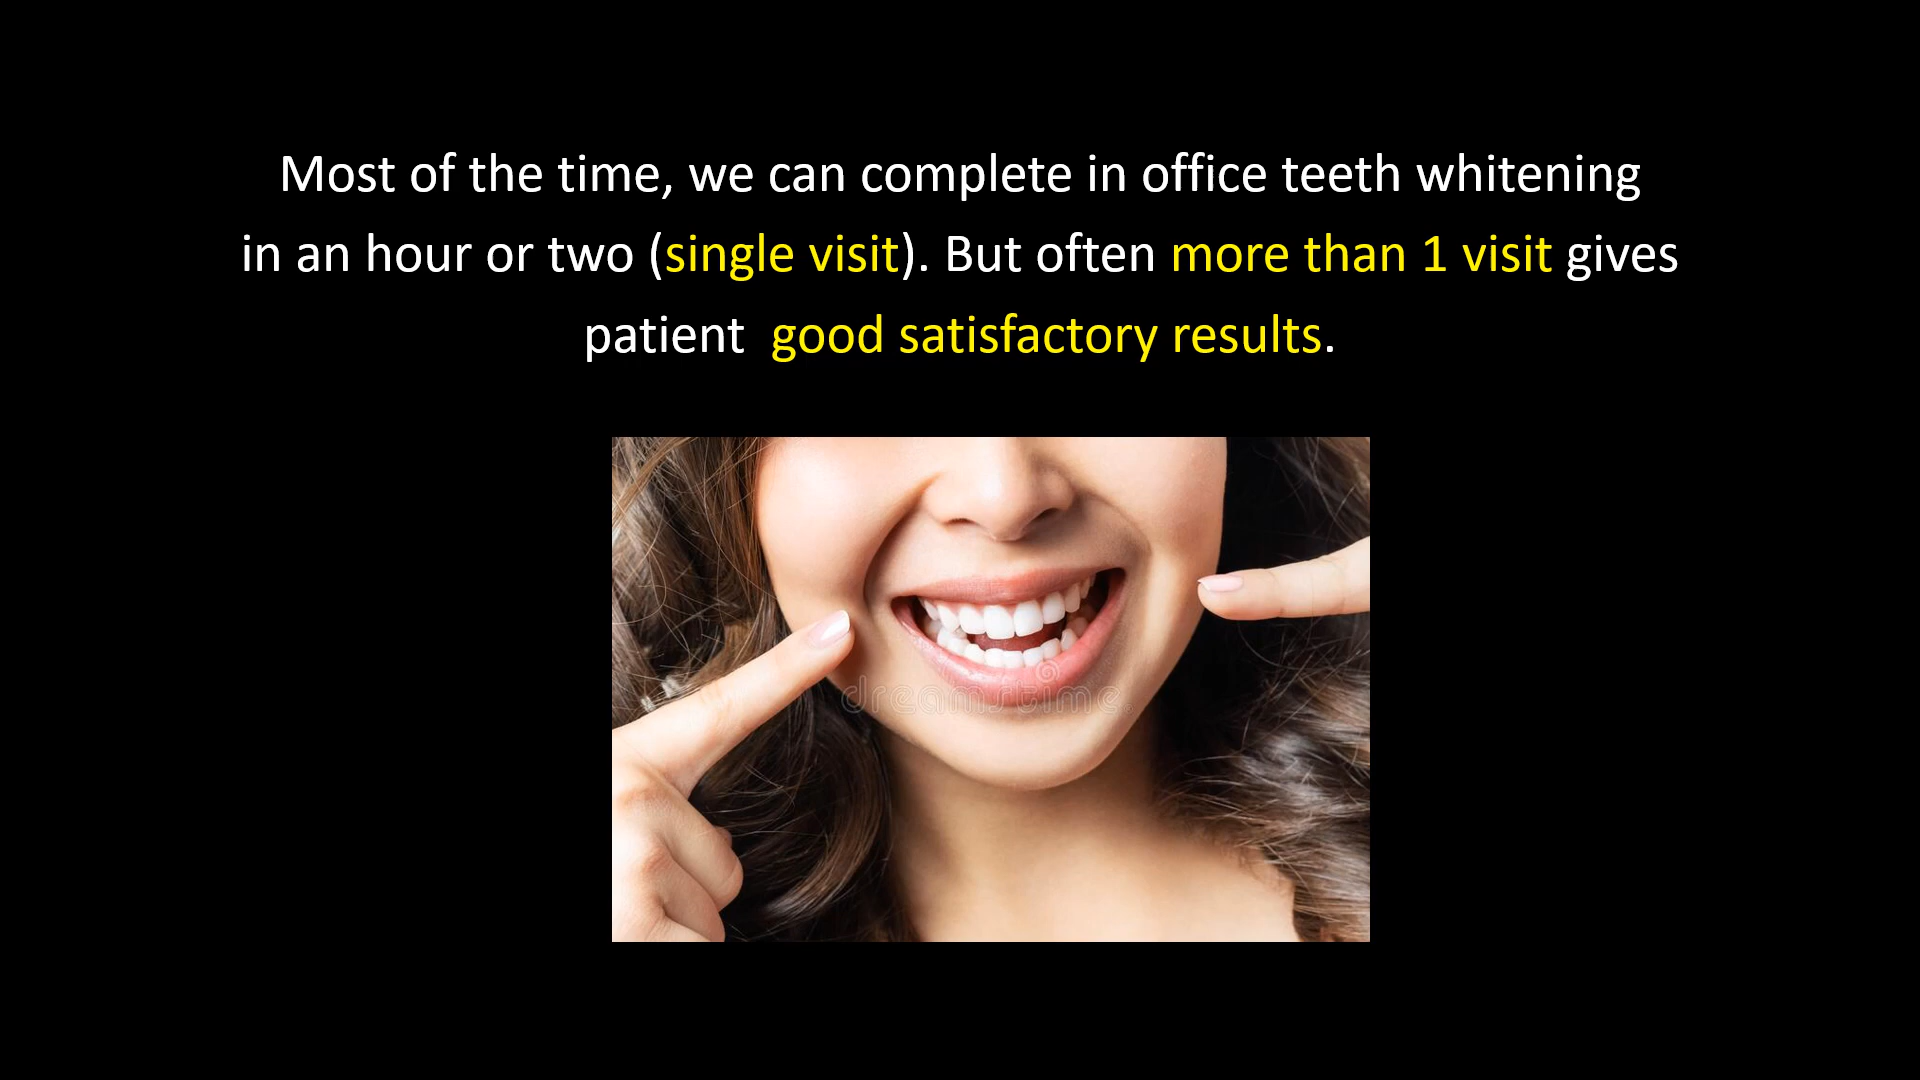 Most of the time, we can complete in office teeth whitening
in an hour or two (single visit). But often more than 1 visit gives
patient  good satisfactory results.
dreamstime.